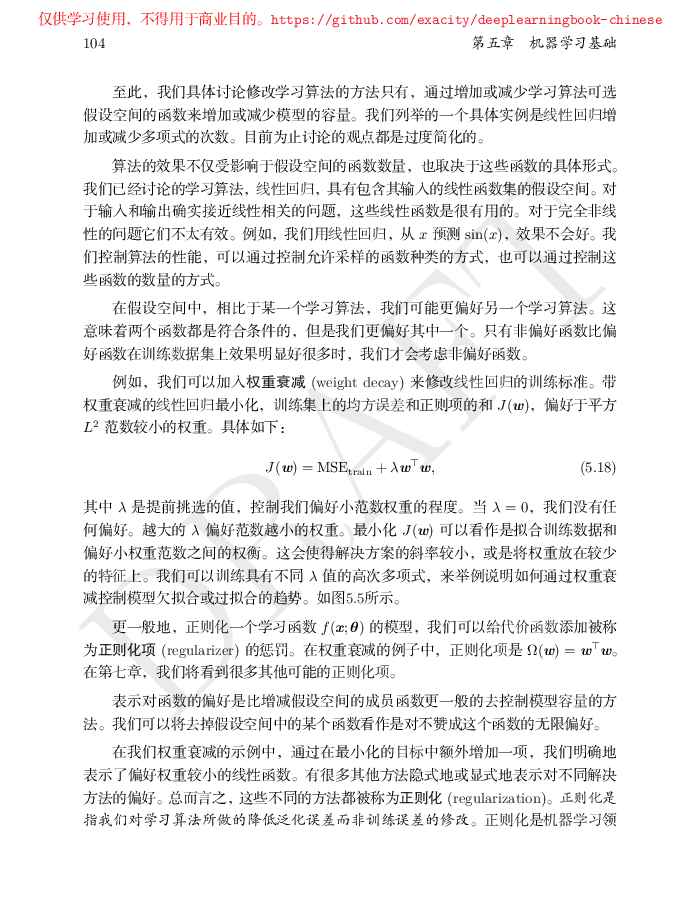 仅供学习使用，不得用于商业目的。https://github.com/exacity/deeplearningbook-chinese
104 第五章 机器学习基础
至此，我们具体讨论修改学习算法的方法只有，通过增加或减少学习算法可选
假设空间的函数来增加或减少模型的容量。我们列举的一个具体实例是线性回归增
加或减少多项式的次数。目前为止讨论的观点都是过度简化的。
算法的效果不仅受影响于假设空间的函数数量，也取决于这些函数的具体形式。
我们已经讨论的学习算法，线性回归，具有包含其输入的线性函数集的假设空间。对
于输入和输出确实接近线性相关的问题，这些线性函数是很有用的。对于完全非线
性的问题它们不太有效。例如，我们用线性回归，从 x 预测 sin(x)，效果不会好。我
们控制算法的性能，可以通过控制允许采样的函数种类的方式，也可以通过控制这
些函数的数量的方式。
在假设空间中，相比于某一个学习算法，我们可能更偏好另一个学习算法。这
意味着两个函数都是符合条件的，但是我们更偏好其中一个。只有非偏好函数比偏
好函数在训练数据集上效果明显好很多时，我们才会考虑非偏好函数。
例如，我们可以加入权重衰减 (weight decay) 来修改线性回归的训练标准。带
权重衰减的线性回归最小化，训练集上的均方误差和正则项的和 J(w)，偏好于平方
L² 范数较小的权重。具体如下：
J(w) = MSE_train + λw⊤w, (5.18)
其中 λ 是提前挑选的值，控制我们偏好小范数权重的程度。当 λ = 0，我们没有任
何偏好。越大的 λ 偏好范数越小的权重。最小化 J(w) 可以看作是拟合训练数据和
偏好小权重范数之间的权衡。这会使得解决方案的斜率较小，或是将权重放在较少
的特征上。我们可以训练具有不同 λ 值的高次多项式，来举例说明如何通过权重衰
减控制模型欠拟合或过拟合的趋势。如图5.5所示。
更一般地，正则化一个学习函数 f(x; θ) 的模型，我们可以给代价函数添加被称
为正则化项 (regularizer) 的惩罚。在权重衰减的例子中，正则化项是 Ω(w) = w⊤w。
在第七章，我们将看到很多其他可能的正则化项。
表示对函数的偏好是比增减假设空间的成员函数更一般的去控制模型容量的方
法。我们可以将去掉假设空间中的某个函数看作是对不赞成这个函数的无限偏好。
在我们权重衰减的示例中，通过在最小化的目标中额外增加一项，我们明确地
表示了偏好权重较小的线性函数。有很多其他方法隐式地或显式地表示对不同解决
方法的偏好。总而言之，这些不同的方法都被称为正则化 (regularization)。正则化是
指我们对学习算法所做的降低泛化误差而非训练误差的修改。正则化是机器学习领
DRAFT